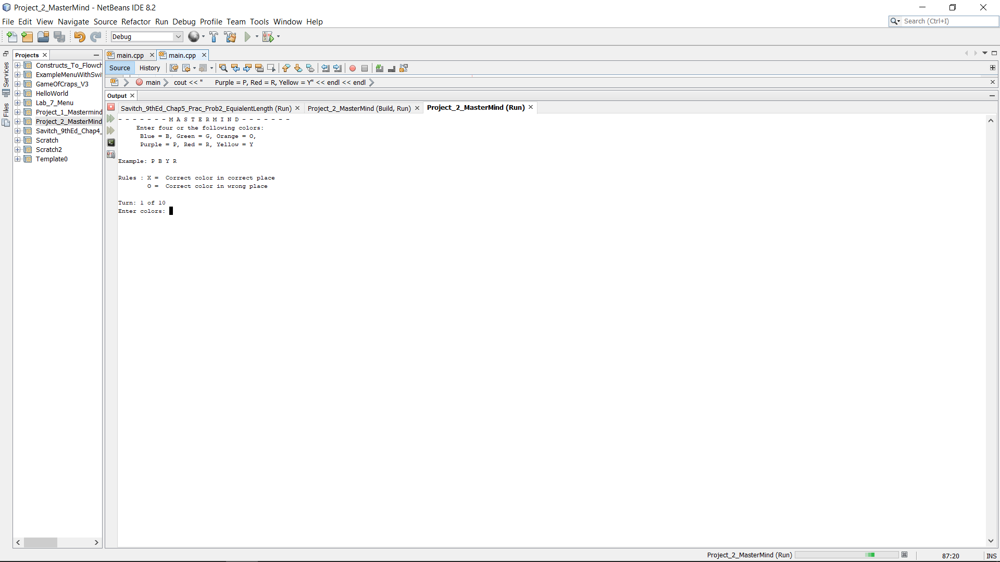 Project_2_MasterMind - NetBeans IDE 8.2
File Edit View Navigate Source Refactor Run Debug Profile Team Tools Window Help
Search (Ctrl+I)
Debug
Projects
Services
Files
Constructs_To_Flowch
ExampleMenuWithSwi
GameOfCraps_V3
HelloWorld
Lab_7_Menu
Project_1_Mastermind
Project_2_MasterMind
Savitch_9thEd_Chap4_
Scratch
Scratch2
Template0
main.cpp main.cpp
Source History
main cout << " Purple = P, Red = R, Yellow = Y" << endl << endl
Output
Savitch_9thEd_Chap5_Prac_Prob2_EquialentLength (Run) Project_2_MasterMind (Build, Run) Project_2_MasterMind (Run)
- - - - - - - M A S T E R M I N D - - - - - - -
Enter four or the following colors:
Blue = B, Green = G, Orange = O,
Purple = P, Red = R, Yellow = Y
Example: P B Y R
Rules : X = Correct color in correct place
O = Correct color in wrong place
Turn: 1 of 10
Enter colors:
Project_2_MasterMind (Run)
87:20
INS